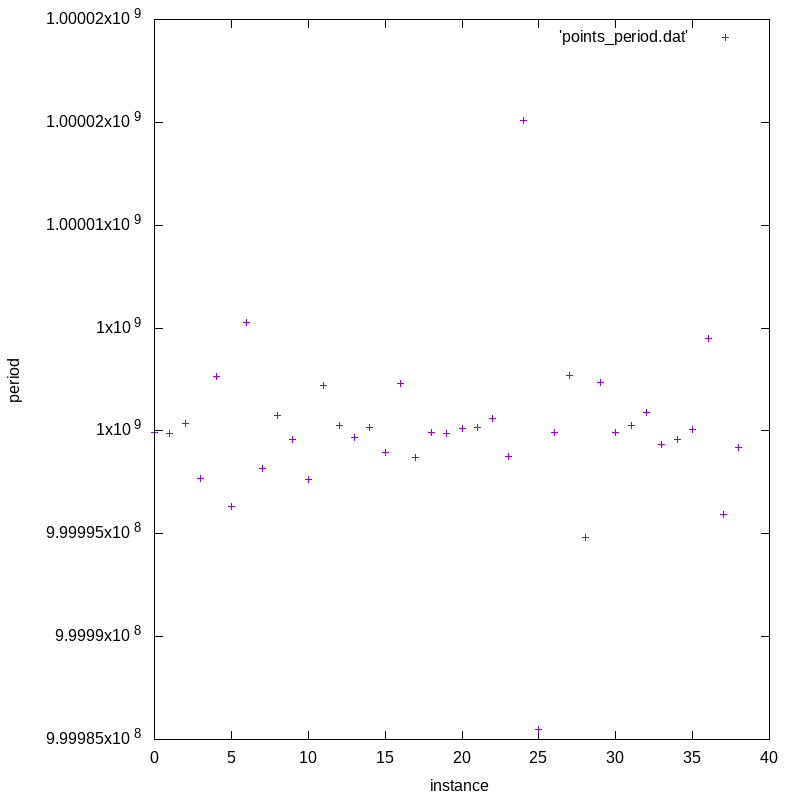 1.00002x10 9
'points_period.dat'
1.00002x10 9
1.00001x10 9
1x10 9
period
1x10 9
9.99995x10 8
9.9999x10 8
9.99985x10 8
0 5 10 15 20 25 30 35 40
instance